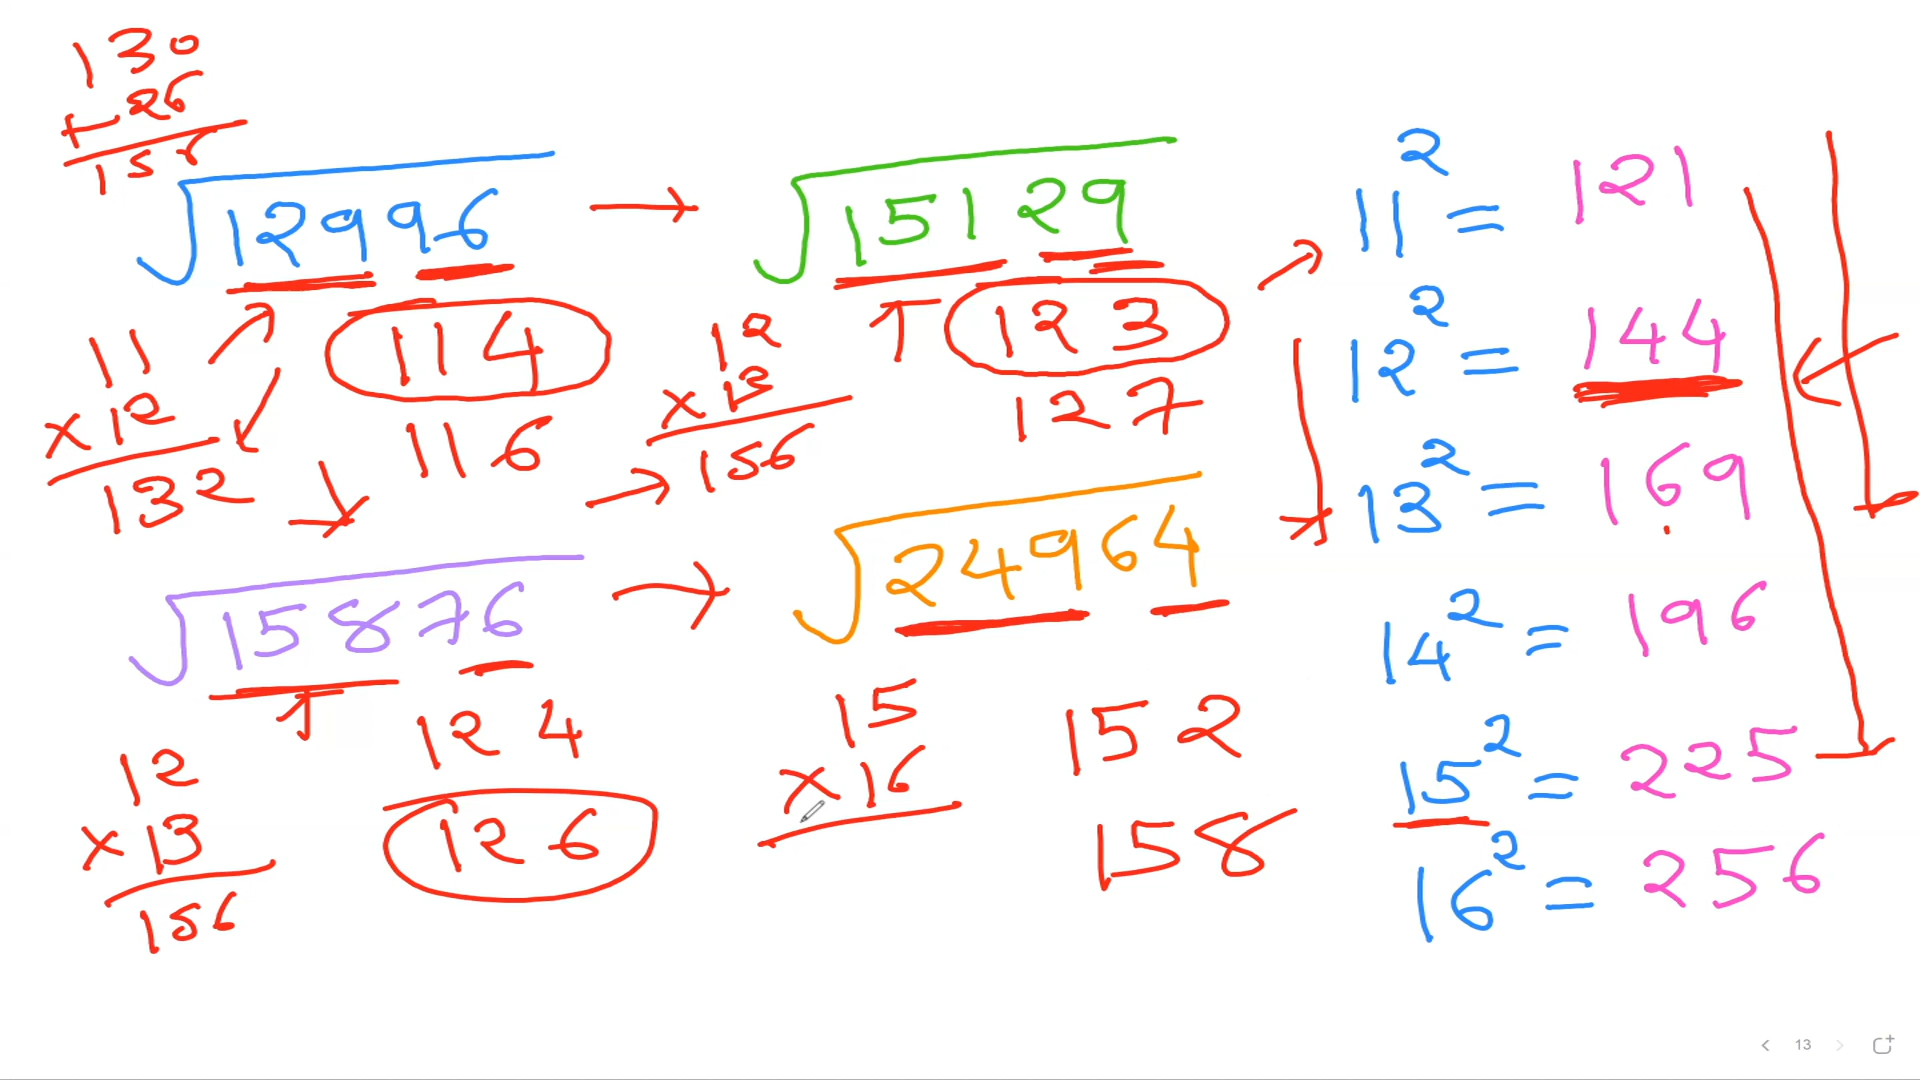 130
+ 26
156
√12996 → √15129
11
× 12
132
114
116
12
× 13
156
123
127
√15876 → √24964
12
× 13
156
124
126
15
× 16
152
158
11² = 121
12² = 144
13² = 169
14² = 196
15² = 225
16² = 256
< 13 >